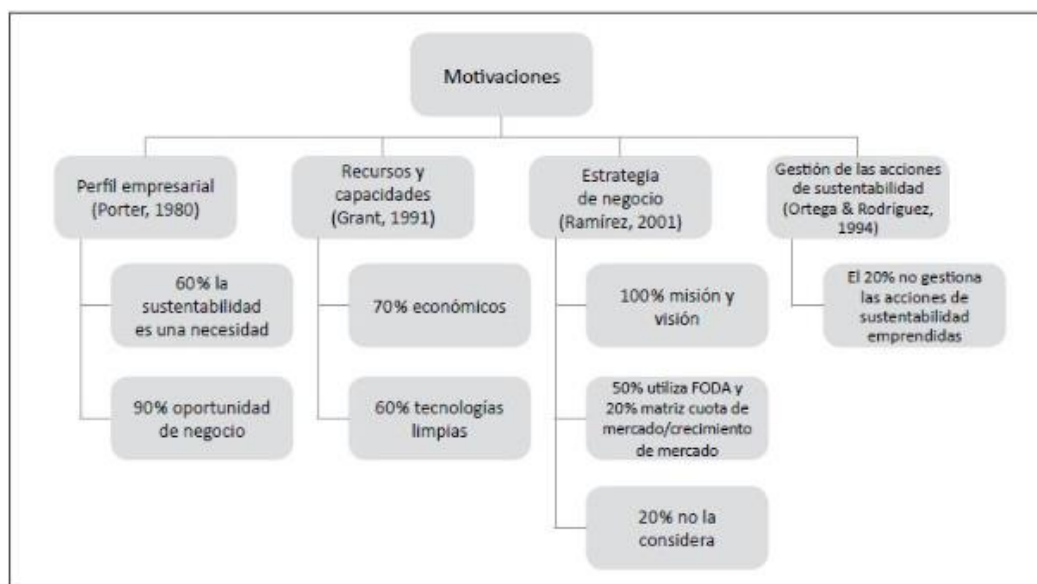 Motivaciones
Perfil empresarial
(Porter, 1980)
60% la
sustentabilidad
es una necesidad
90% oportunidad
de negocio
Recursos y
capacidades
(Grant, 1991)
70% económicos
60% tecnologías
limpias
Estrategia
de negocio
(Ramírez, 2001)
100% misión y
visión
50% utiliza FODA y
20% matriz cuota de
mercado/crecimiento
de mercado
20% no la
considera
Gestión de las acciones
de sustentabilidad
(Ortega & Rodríguez,
1994)
El 20% no gestiona
las acciones de
sustentabilidad
emprendidas